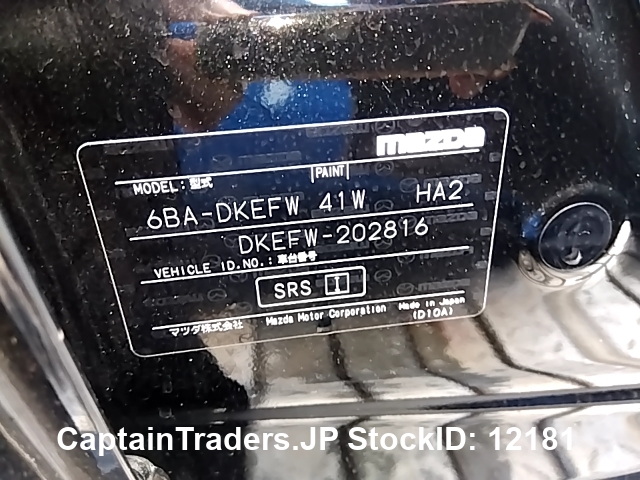 mazda
MODEL: 型式 PAINT
6BA-DKEFW 41W HA2
DKEFW-202816
VEHICLE ID.NO.: 車台番号
SRS I
マツダ株式会社 Mazda Motor Corporation Made in Japan
(D10A)
CaptainTraders.JP StockID: 12181